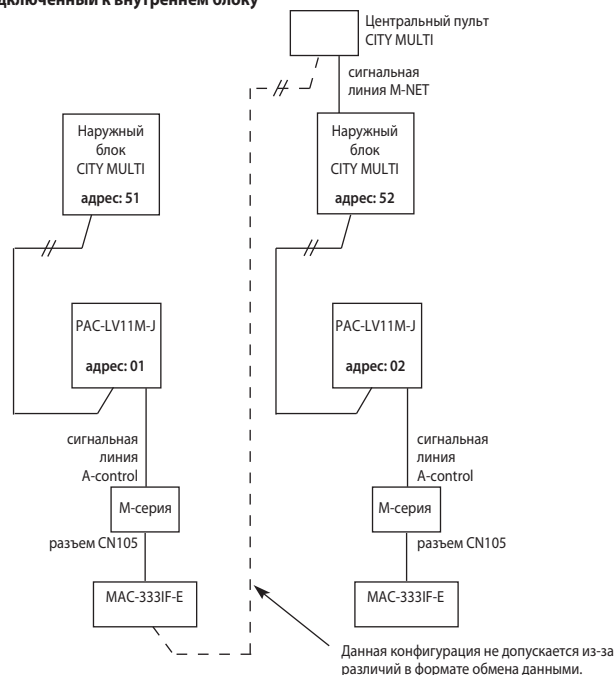 дключенный к внутреннем блоку
Центральный пульт
CITY MULTI
сигнальная
линия M-NET
Наружный
блок
CITY MULTI
адрес: 51
Наружный
блок
CITY MULTI
адрес: 52
PAC-LV11M-J
адрес: 01
PAC-LV11M-J
адрес: 02
сигнальная
линия
A-control
сигнальная
линия
A-control
М-серия
М-серия
разъем CN105
разъем CN105
MAC-333IF-E
MAC-333IF-E
Данная конфигурация не допускается из-за
различий в формате обмена данными.